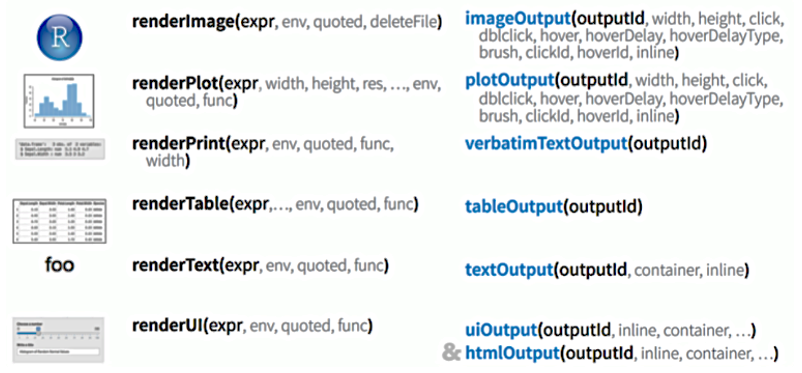 R
renderImage(expr, env, quoted, deleteFile)
imageOutput(outputId, width, height, click,
dblclick, hover, hoverDelay, hoverDelayType,
brush, clickId, hoverId, inline)
renderPlot(expr, width, height, res, …, env,
quoted, func)
plotOutput(outputId, width, height, click,
dblclick, hover, hoverDelay, hoverDelayType,
brush, clickId, hoverId, inline)
renderPrint(expr, env, quoted, func,
width)
verbatimTextOutput(outputId)
renderTable(expr,…, env, quoted, func)
tableOutput(outputId)
foo
renderText(expr, env, quoted, func)
textOutput(outputId, container, inline)
renderUI(expr, env, quoted, func)
uiOutput(outputId, inline, container, …)
& htmlOutput(outputId, inline, container, …)